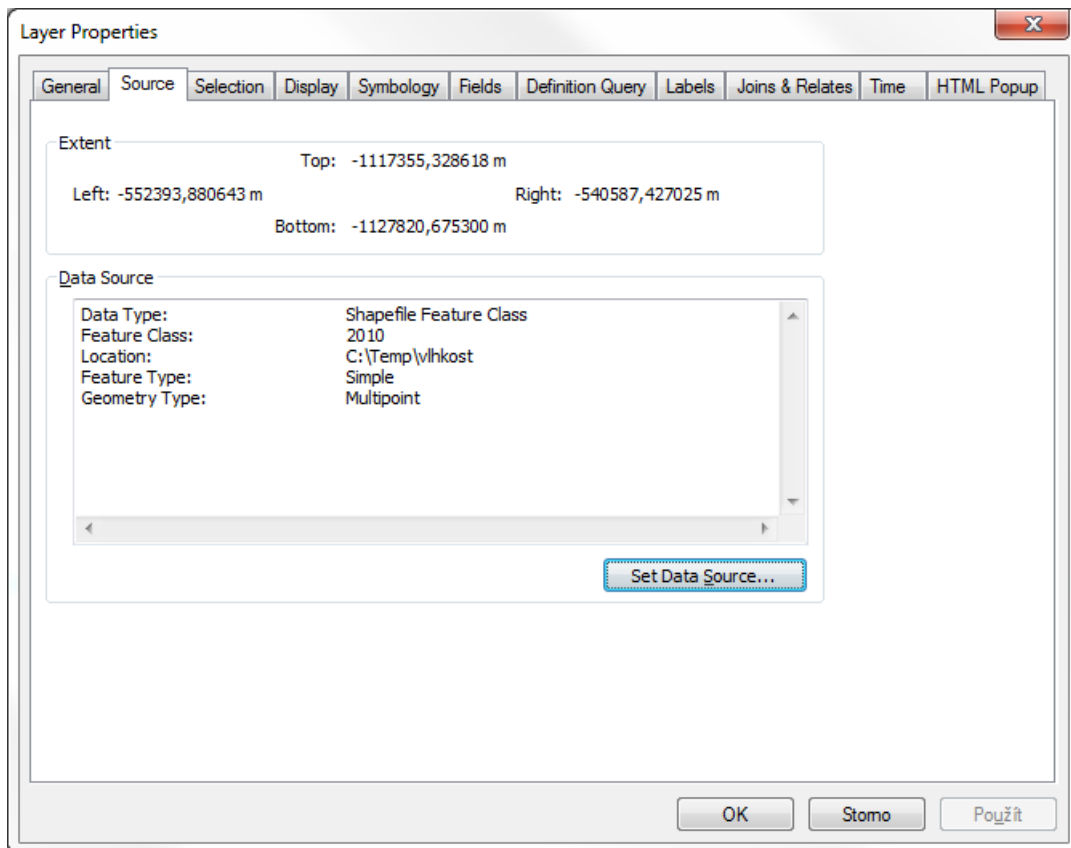 Layer Properties
General Source Selection Display Symbology Fields Definition Query Labels Joins & Relates Time HTML Popup
Extent
Top: -1117355,328618 m
Left: -552393,880643 m Right: -540587,427025 m
Bottom: -1127820,675300 m
Data Source
Data Type: Shapefile Feature Class
Feature Class: 2010
Location: C:\Temp\vlhkost
Feature Type: Simple
Geometry Type: Multipoint
Set Data Source...
OK Storno Použít